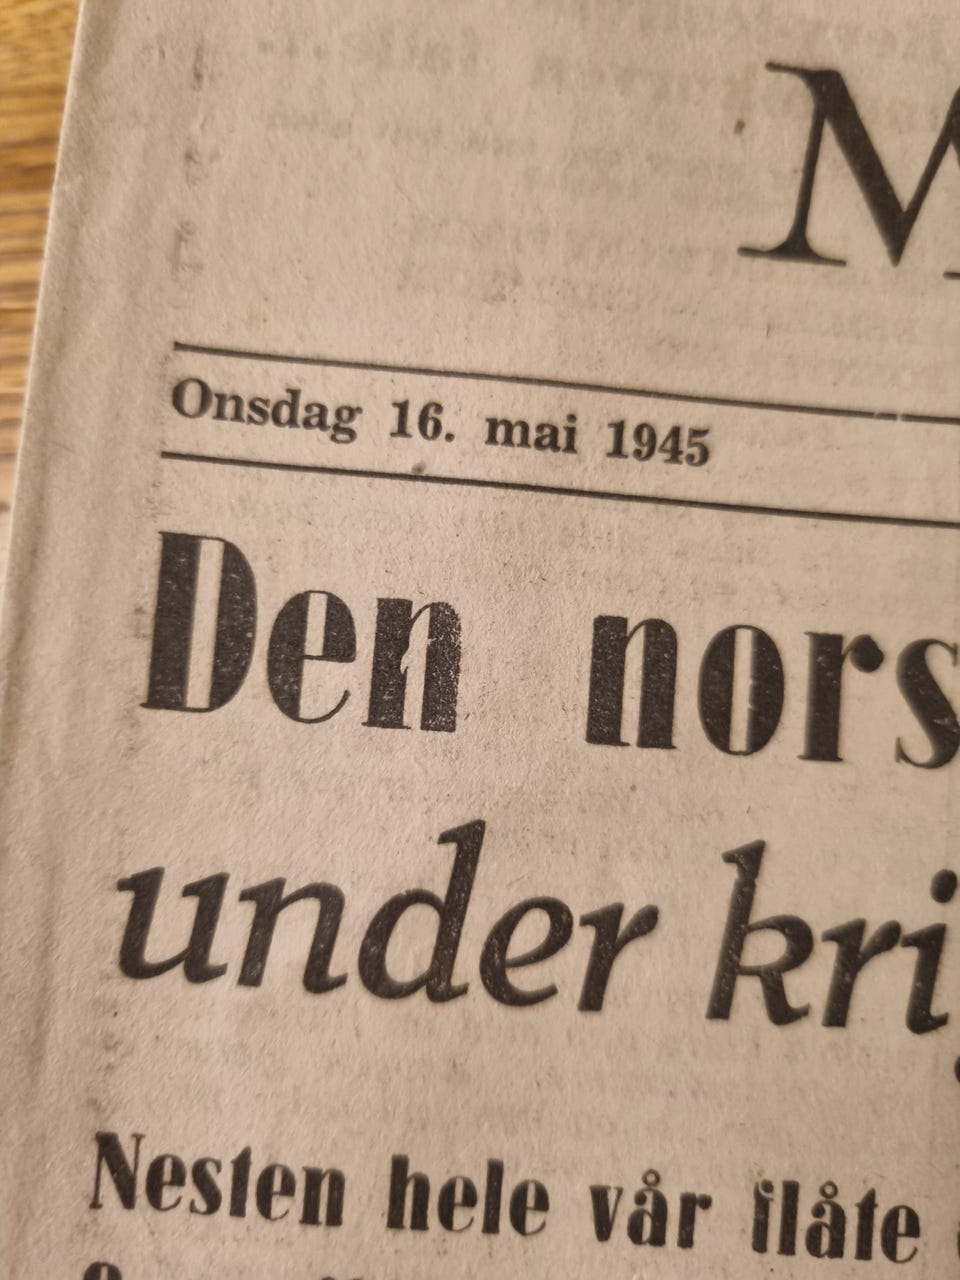 M
Onsdag 16. mai 1945
Den nors
under kri
Nesten hele vår flåte